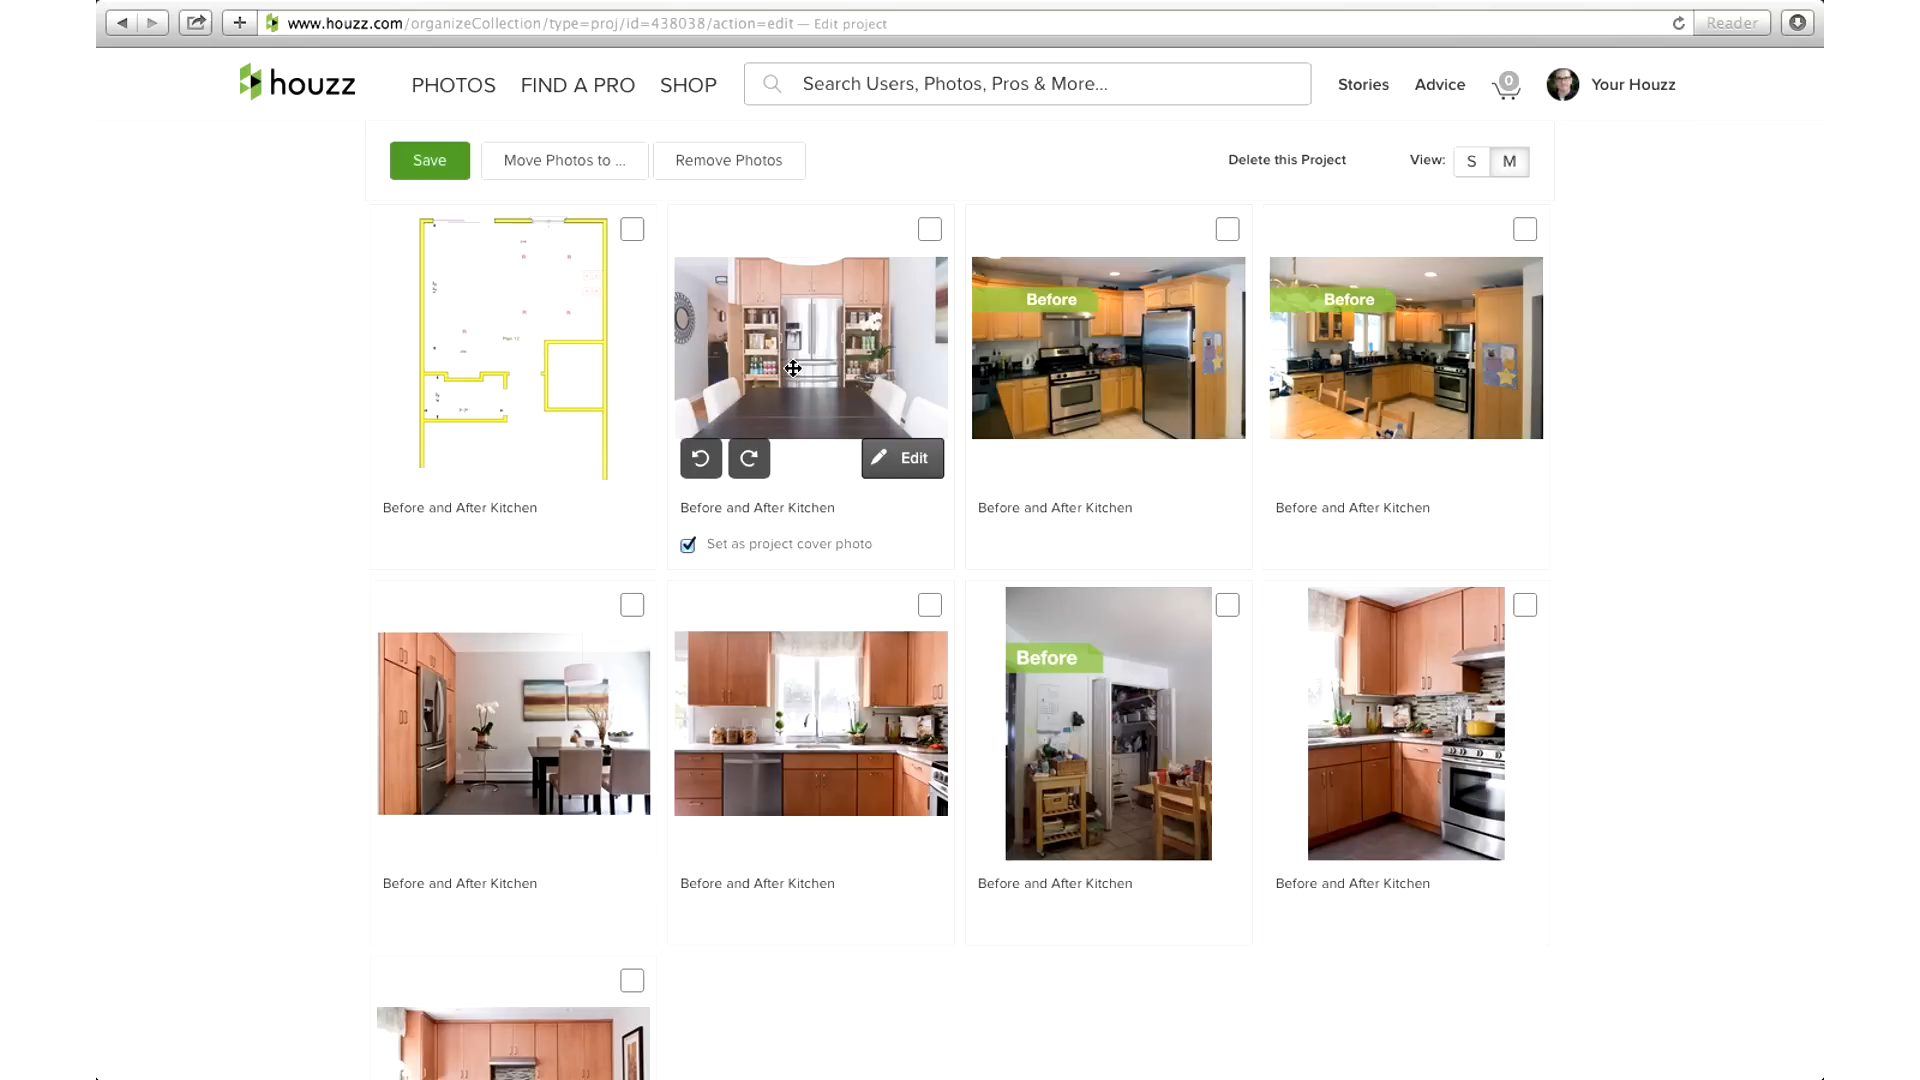 www.houzz.com/organizeCollection/type=proj/id=438038/action=edit — Edit project
Reader
houzz
PHOTOS FIND A PRO SHOP
Search Users, Photos, Pros & More...
Stories Advice
0
Your Houzz
Save
Move Photos to ...
Remove Photos
Delete this Project
View: S M
Before
Before
Edit
Before and After Kitchen
Before and After Kitchen
Before and After Kitchen
Before and After Kitchen
Set as project cover photo
Before
Before and After Kitchen
Before and After Kitchen
Before and After Kitchen
Before and After Kitchen